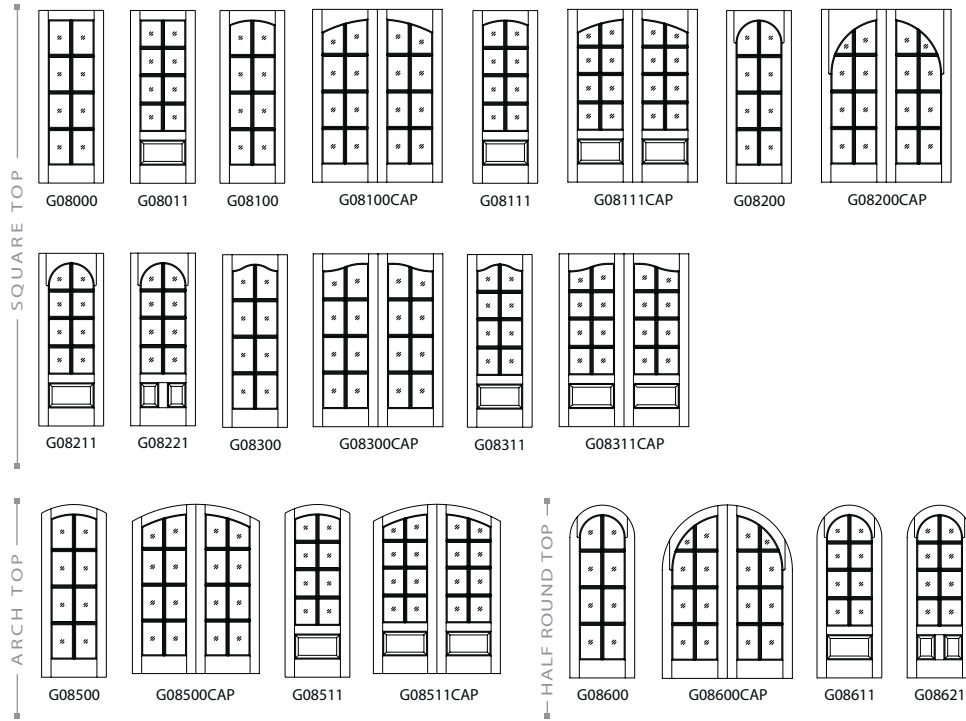 SQUARE TOP
G08000
G08011
G08100
G08100CAP
G08111
G08111CAP
G08200
G08200CAP
G08211
G08221
G08300
G08300CAP
G08311
G08311CAP
ARCH TOP
G08500
G08500CAP
G08511
G08511CAP
HALF ROUND TOP
G08600
G08600CAP
G08611
G08621